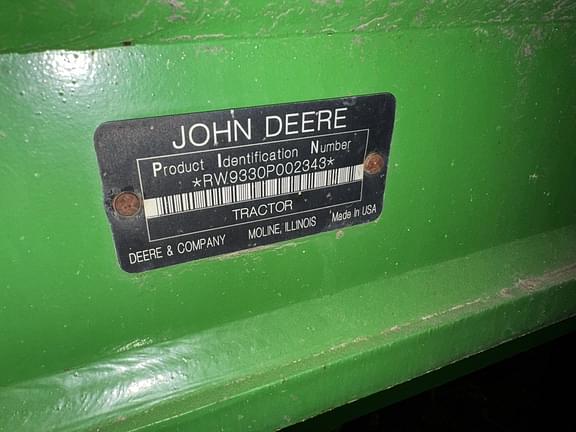 JOHN DEERE
Product Identification Number
*RW9330P002343*
TRACTOR
DEERE & COMPANY MOLINE, ILLINOIS Made In USA